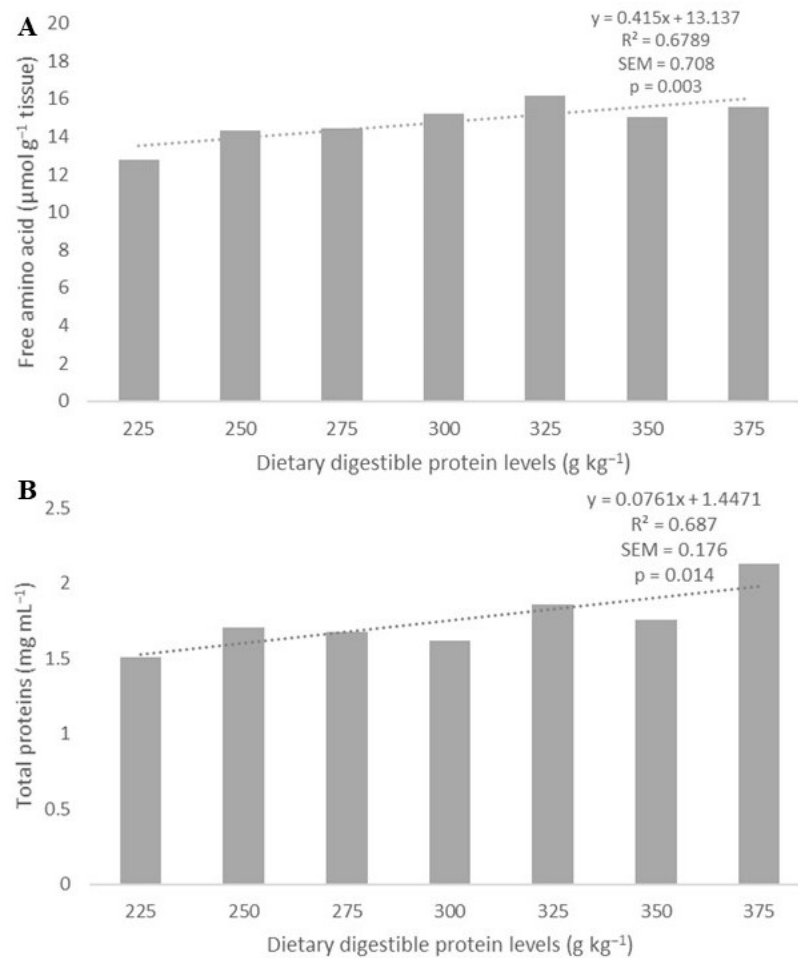 A
y = 0.415x + 13.137
R² = 0.6789
SEM = 0.708
p = 0.003
20
18
16
14
12
10
8
6
4
2
0
Free amino acid (µmol g⁻¹ tissue)
225 250 275 300 325 350 375
Dietary digestible protein levels (g kg⁻¹)
B
y = 0.0761x + 1.4471
R² = 0.687
SEM = 0.176
p = 0.014
2.5
2
1.5
1
0.5
0
Total proteins (mg mL⁻¹)
225 250 275 300 325 350 375
Dietary digestible protein levels (g kg⁻¹)